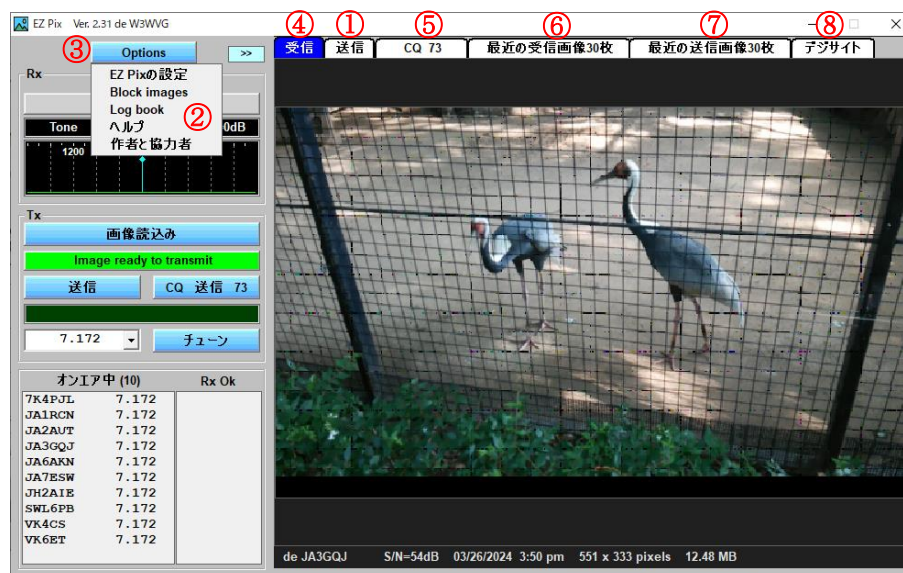 EZ Pix Ver. 2.31 de W3WVG
④ ① ⑤ ⑥ ⑦ ⑧
③ Options >>
受信 送信 CQ 73 最近の受信画像30枚 最近の送信画像30枚 デジサイト
EZ Pixの設定
Block images
Log book
ヘルプ
作者と協力者
②
Rx
Tone 0dB
1200
Tx
画像読込み
Image ready to transmit
送信 CQ 送信 73
7.172 チューン
オンエア中 (10) Rx Ok
7K4PJL 7.172
JA1RCN 7.172
JA2AUT 7.172
JA3GQJ 7.172
JA6AKN 7.172
JA7ESW 7.172
JH2AIE 7.172
SWL6PB 7.172
VK4CS 7.172
VK6ET 7.172
de JA3GQJ S/N=54dB 03/26/2024 3:50 pm 551 x 333 pixels 12.48 MB